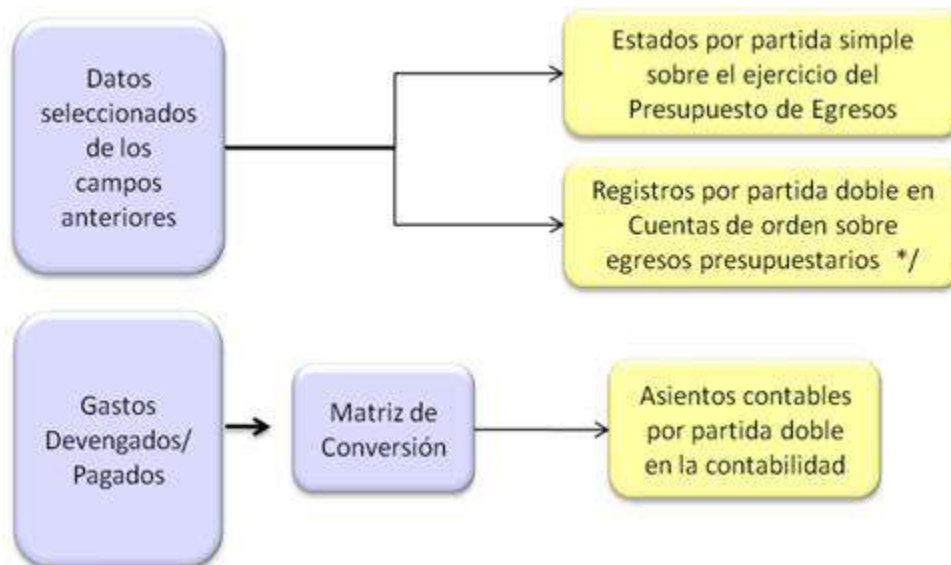 Datos
seleccionados
de los
campos
anteriores
Estados por partida simple
sobre el ejercicio del
Presupuesto de Egresos
Registros por partida doble en
Cuentas de orden sobre
egresos presupuestarios */
Gastos
Devengados/
Pagados
Matriz de
Conversión
Asientos contables
por partida doble
en la contabilidad